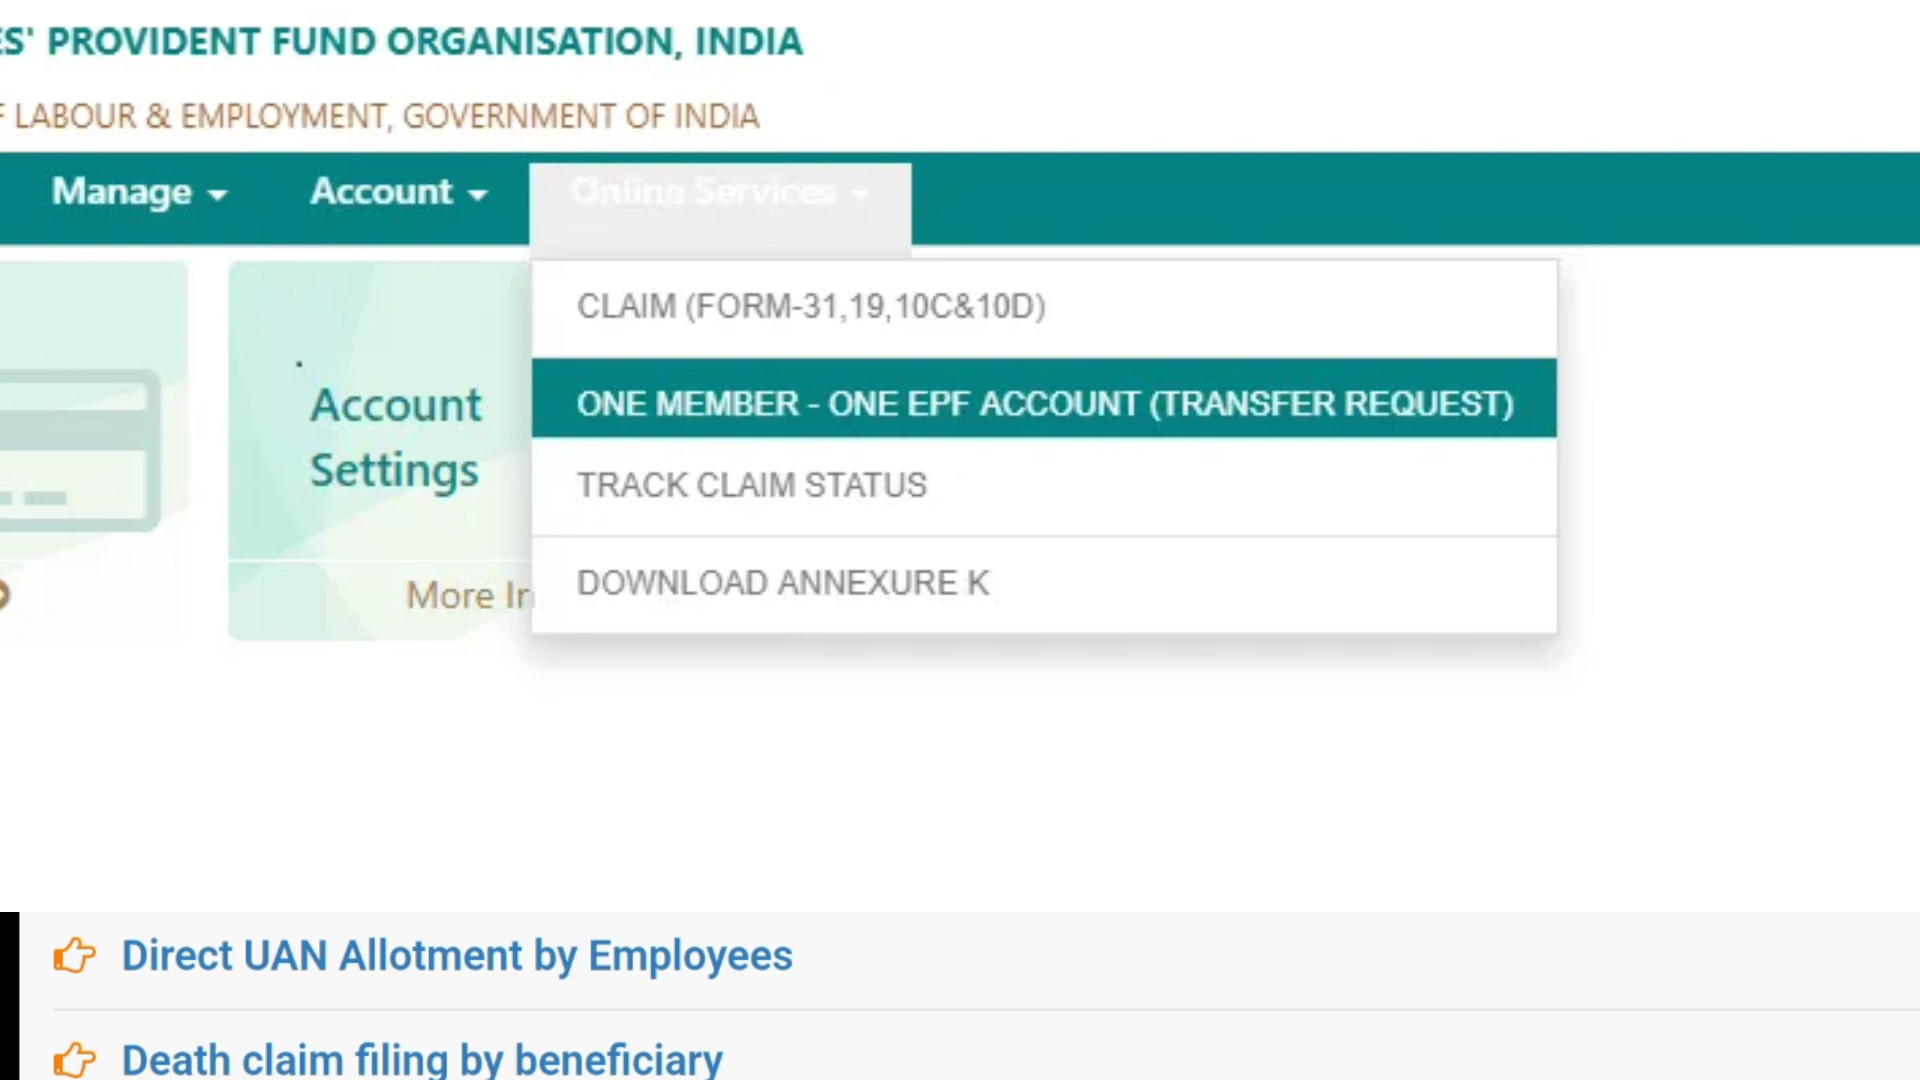 ES' PROVIDENT FUND ORGANISATION, INDIA
F LABOUR & EMPLOYMENT, GOVERNMENT OF INDIA
Manage Account Online Services
CLAIM (FORM-31,19,10C&10D)
ONE MEMBER - ONE EPF ACCOUNT (TRANSFER REQUEST)
TRACK CLAIM STATUS
DOWNLOAD ANNEXURE K
Account
Settings
More In
Direct UAN Allotment by Employees
Death claim filing by beneficiary